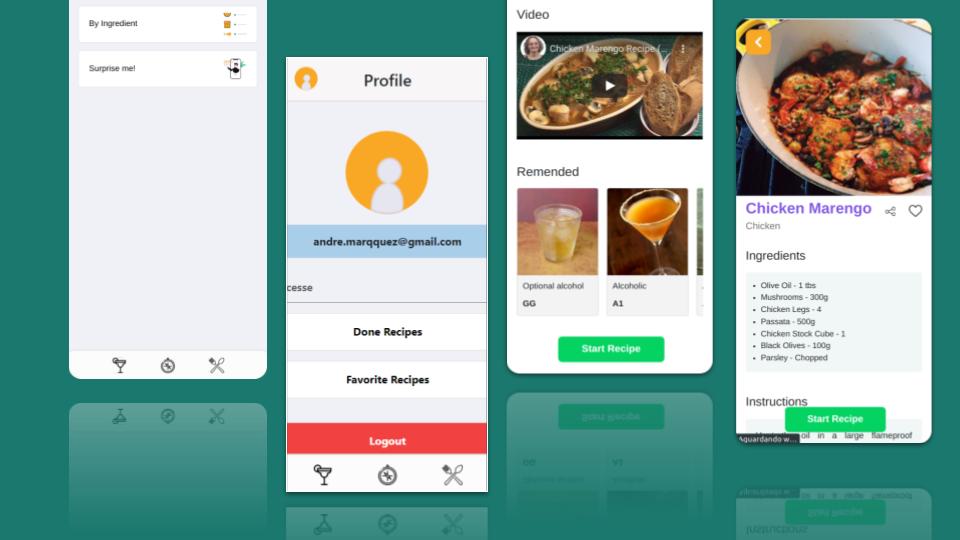 By Ingredient
Surprise me!
Profile
andre.marqquez@gmail.com
cesse
Done Recipes
Favorite Recipes
Logout
Video
Chicken Marengo Recipe (...
Remended
Optional alcohol
GG
Alcoholic
A1
Start Recipe
Chicken Marengo
Chicken
Ingredients
• Olive Oil - 1 tbs
• Mushrooms - 300g
• Chicken Legs - 4
• Passata - 500g
• Chicken Stock Cube - 1
• Black Olives - 100g
• Parsley - Chopped
Instructions
Start Recipe
oil in a large flameproof
Aguardando w...